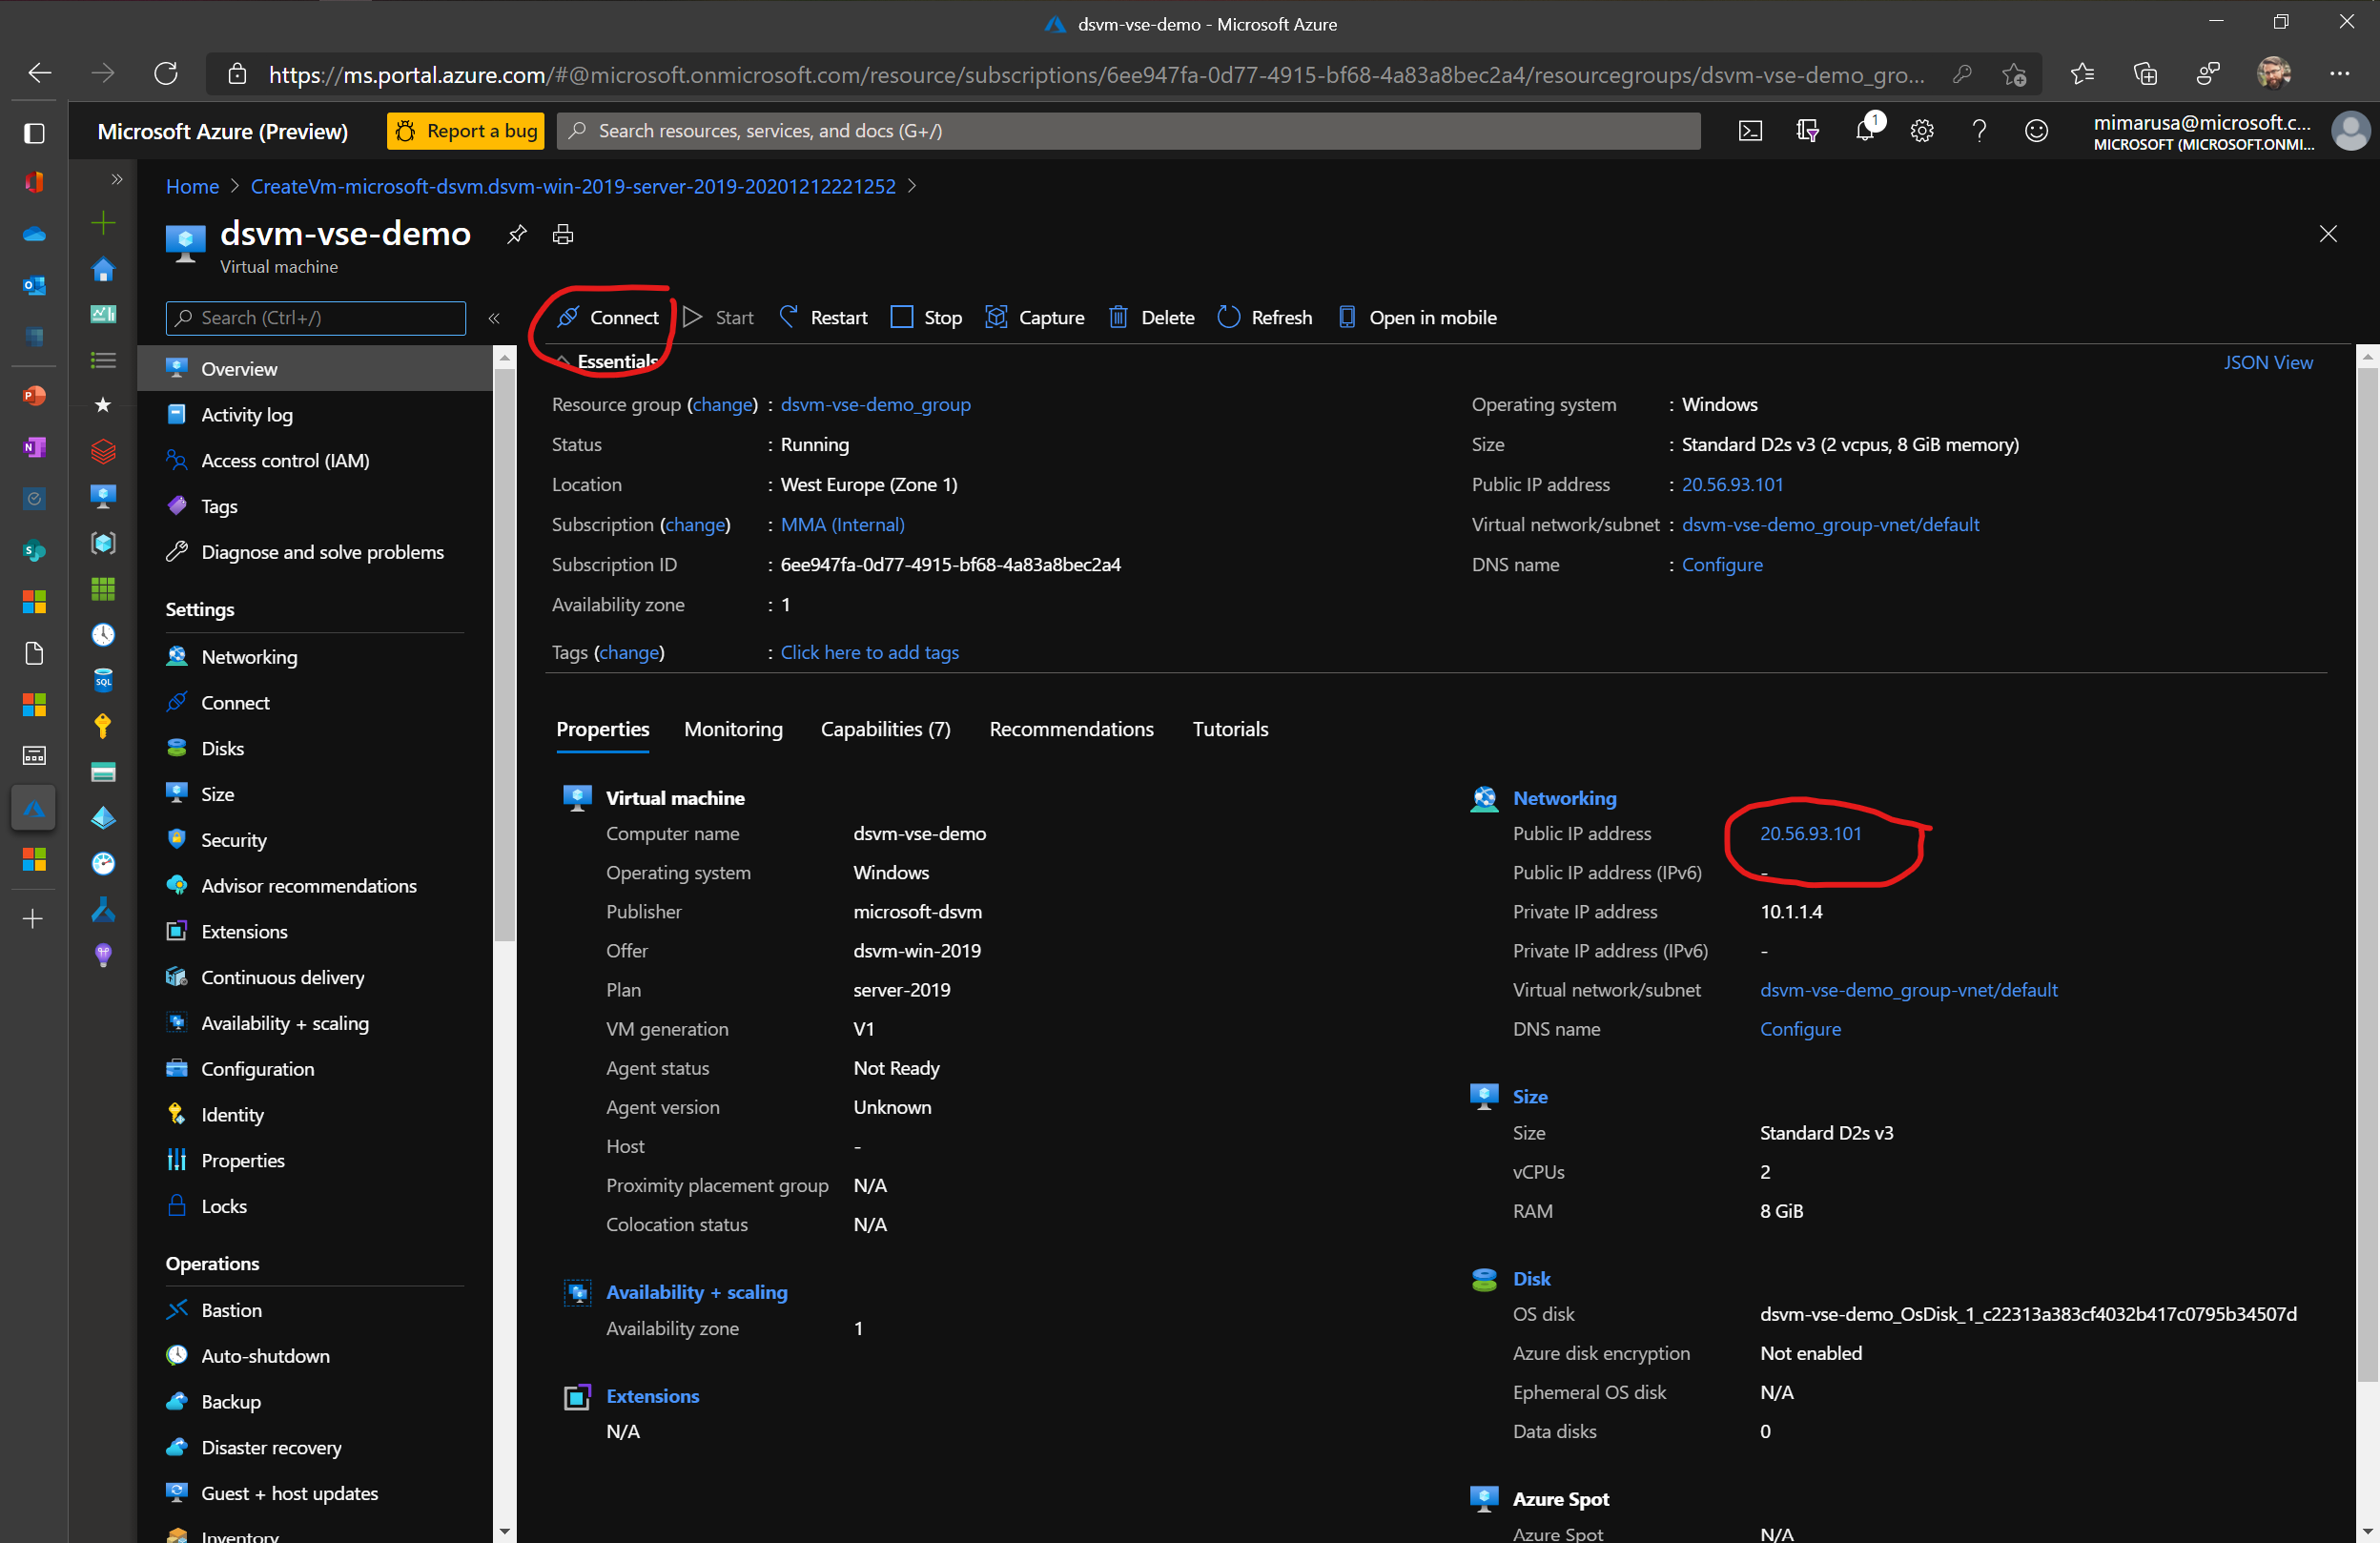 dsvm-vse-demo - Microsoft Azure
https://ms.portal.azure.com/#@microsoft.onmicrosoft.com/resource/subscriptions/6ee947fa-0d77-4915-bf68-4a83a8bec2a4/resourcegroups/dsvm-vse-demo_gro...
Microsoft Azure (Preview)
Report a bug
Search resources, services, and docs (G+/)
1
mimarusa@microsoft.c...
MICROSOFT (MICROSOFT.ONMI...
Home > CreateVm-microsoft-dsvm.dsvm-win-2019-server-2019-20201212221252 >
dsvm-vse-demo
Virtual machine
Search (Ctrl+/)
Connect Start Restart Stop Capture Delete Refresh Open in mobile
Overview
Activity log
Access control (IAM)
Tags
Diagnose and solve problems
Settings
Networking
Connect
Disks
Size
Security
Advisor recommendations
Extensions
Continuous delivery
Availability + scaling
Configuration
Identity
Properties
Locks
Operations
Bastion
Auto-shutdown
Backup
Disaster recovery
Guest + host updates
Inventory
Essentials
JSON View
Resource group (change) : dsvm-vse-demo_group
Status : Running
Location : West Europe (Zone 1)
Subscription (change) : MMA (Internal)
Subscription ID : 6ee947fa-0d77-4915-bf68-4a83a8bec2a4
Availability zone : 1
Tags (change) : Click here to add tags
Operating system : Windows
Size : Standard D2s v3 (2 vcpus, 8 GiB memory)
Public IP address : 20.56.93.101
Virtual network/subnet : dsvm-vse-demo_group-vnet/default
DNS name : Configure
Properties Monitoring Capabilities (7) Recommendations Tutorials
Virtual machine
Computer name dsvm-vse-demo
Operating system Windows
Publisher microsoft-dsvm
Offer dsvm-win-2019
Plan server-2019
VM generation V1
Agent status Not Ready
Agent version Unknown
Host -
Proximity placement group N/A
Colocation status N/A
Availability + scaling
Availability zone 1
Extensions
N/A
Networking
Public IP address 20.56.93.101
Public IP address (IPv6) -
Private IP address 10.1.1.4
Private IP address (IPv6) -
Virtual network/subnet dsvm-vse-demo_group-vnet/default
DNS name Configure
Size
Size Standard D2s v3
vCPUs 2
RAM 8 GiB
Disk
OS disk dsvm-vse-demo_OsDisk_1_c22313a383cf4032b417c0795b34507d
Azure disk encryption Not enabled
Ephemeral OS disk N/A
Data disks 0
Azure Spot
Azure Spot N/A